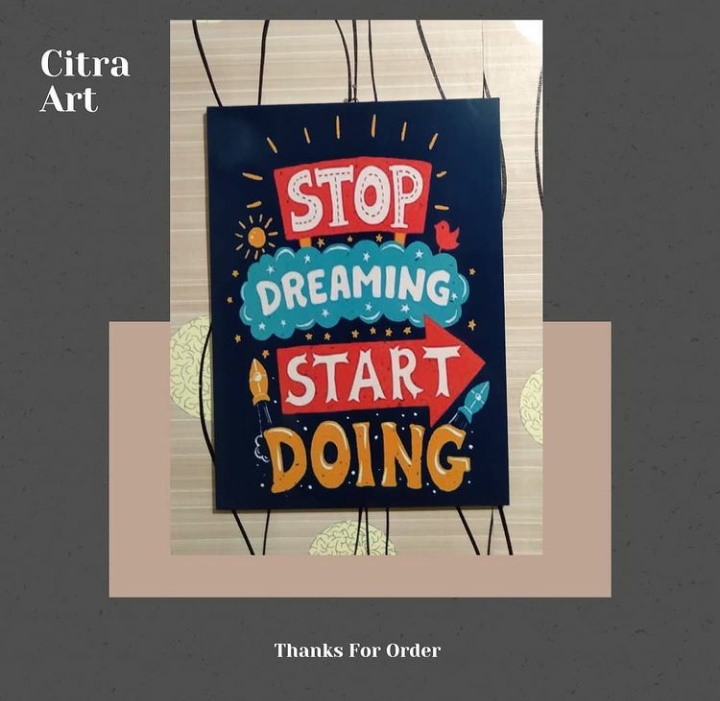 Citra
Art
STOP
DREAMING
START
DOING
Thanks For Order